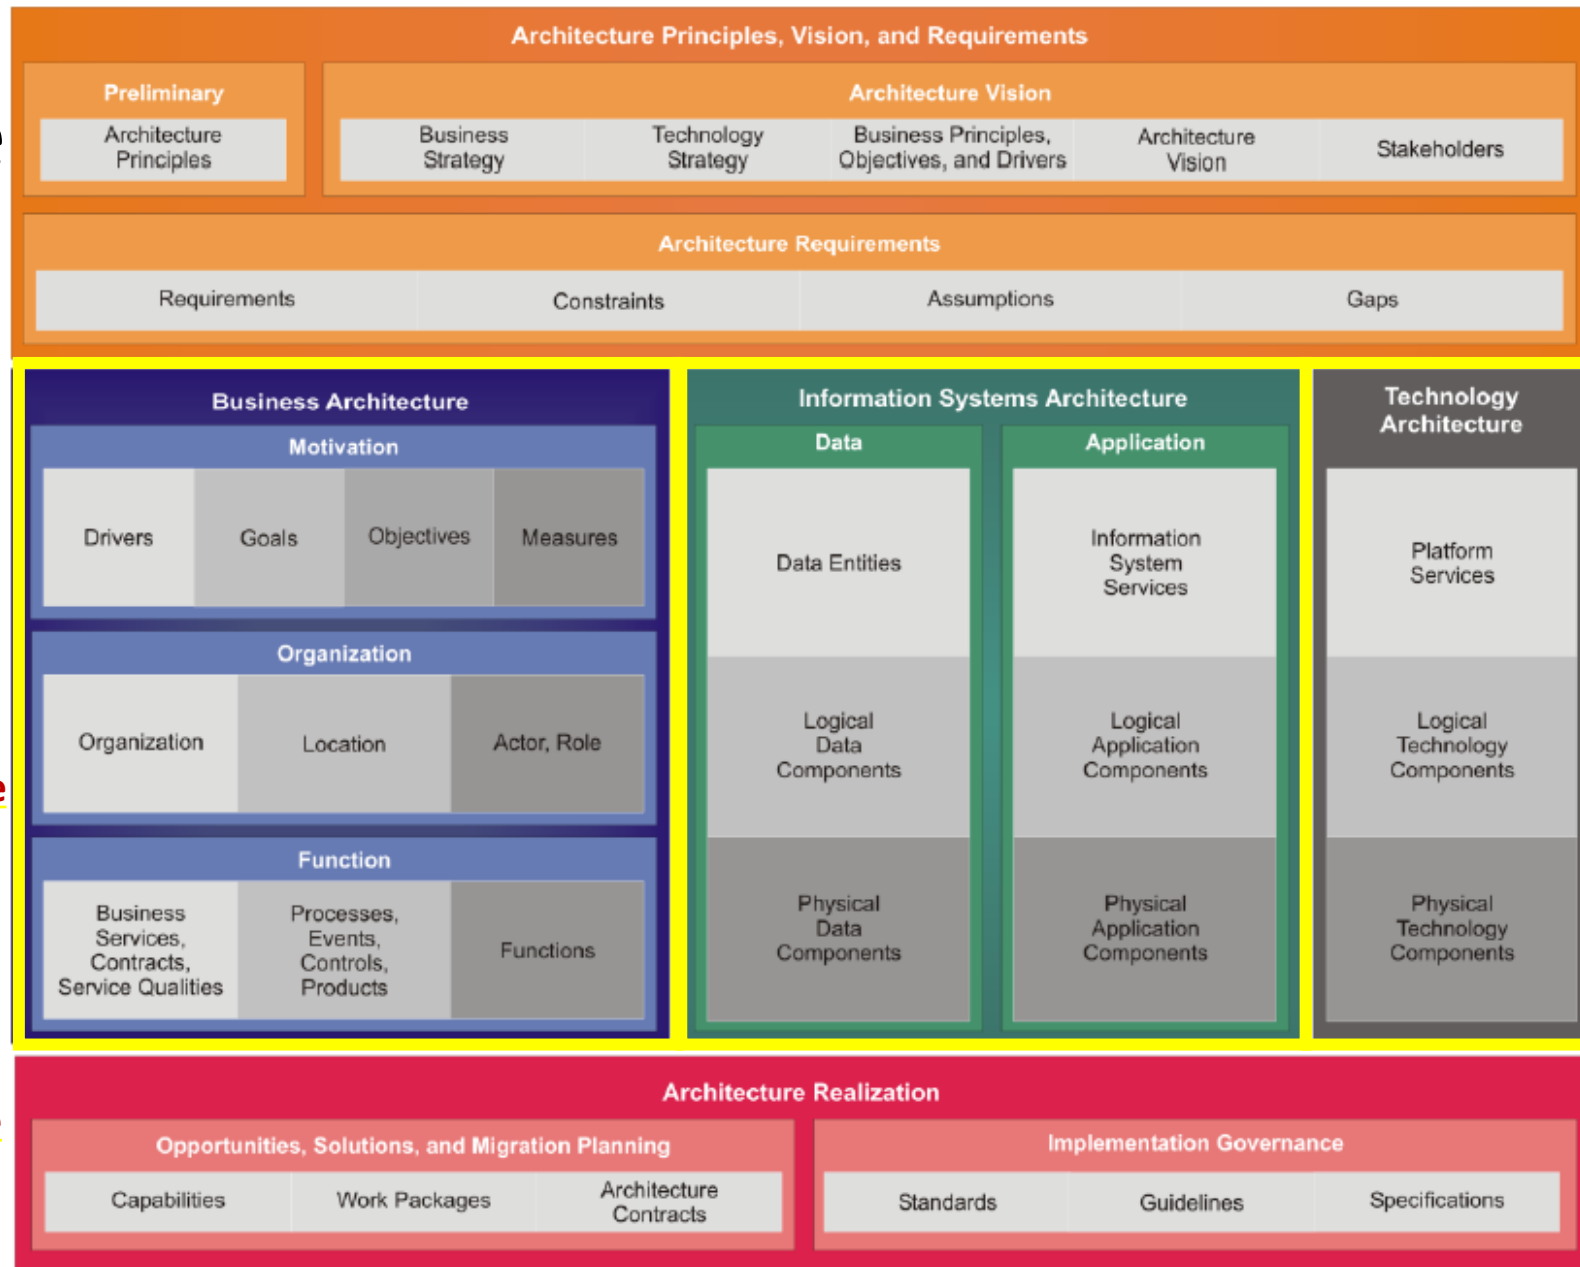 Architecture Principles, Vision, and Requirements
Preliminary
Architecture
Principles
Architecture Vision
Business
Strategy
Technology
Strategy
Business Principles,
Objectives, and Drivers
Architecture
Vision
Stakeholders
Architecture Requirements
Requirements
Constraints
Assumptions
Gaps
Business Architecture
Motivation
Drivers
Goals
Objectives
Measures
Organization
Organization
Location
Actor, Role
Function
Business
Services,
Contracts,
Service Qualities
Processes,
Events,
Controls,
Products
Functions
Information Systems Architecture
Data
Data Entities
Logical
Data
Components
Physical
Data
Components
Application
Information
System
Services
Logical
Application
Components
Physical
Application
Components
Technology
Architecture
Platform
Services
Logical
Technology
Components
Physical
Technology
Components
Architecture Realization
Opportunities, Solutions, and Migration Planning
Capabilities
Work Packages
Architecture
Contracts
Implementation Governance
Standards
Guidelines
Specifications